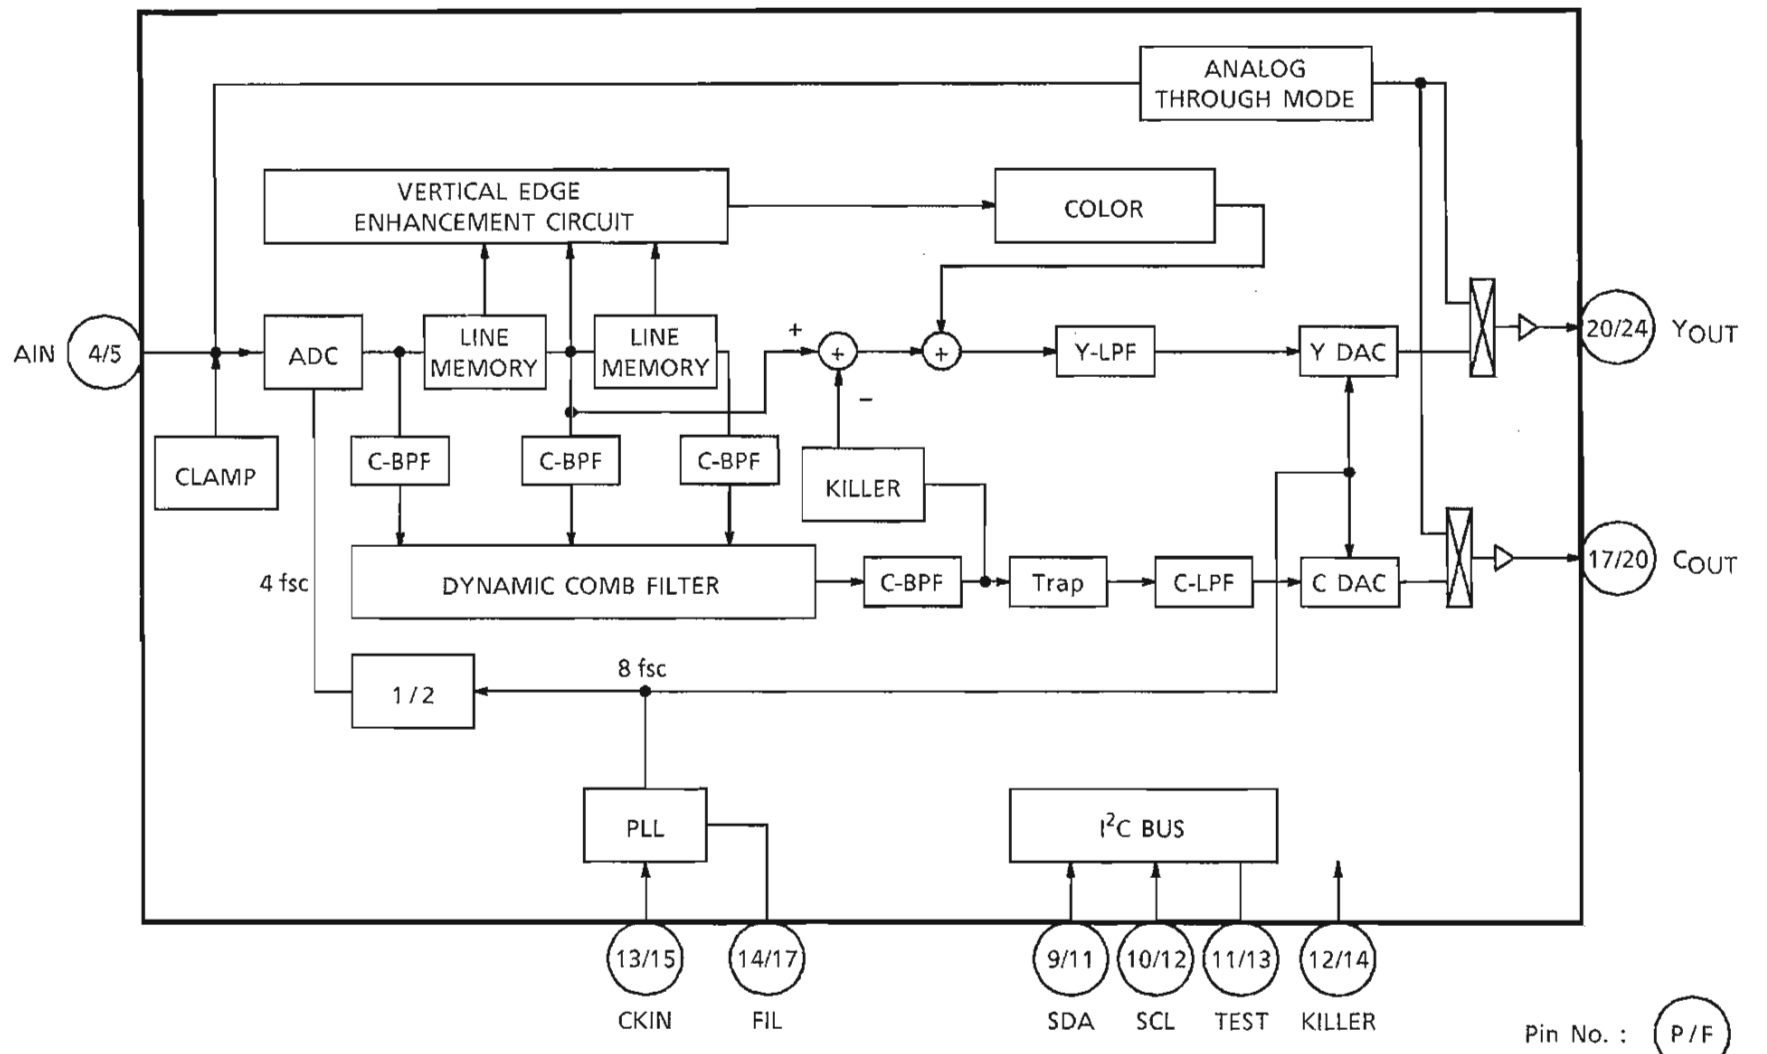 ANALOG
THROUGH MODE
VERTICAL EDGE
ENHANCEMENT CIRCUIT
COLOR
AIN
4/5
ADC
LINE
MEMORY
LINE
MEMORY
+
+
+
−
Y-LPF
Y DAC
20/24
YOUT
CLAMP
C-BPF
C-BPF
C-BPF
KILLER
4 fsc
DYNAMIC COMB FILTER
C-BPF
Trap
C-LPF
C DAC
17/20
COUT
1/2
8 fsc
PLL
I²C BUS
13/15
14/17
9/11
10/12
11/13
12/14
CKIN
FIL
SDA
SCL
TEST
KILLER
Pin No. : P/F